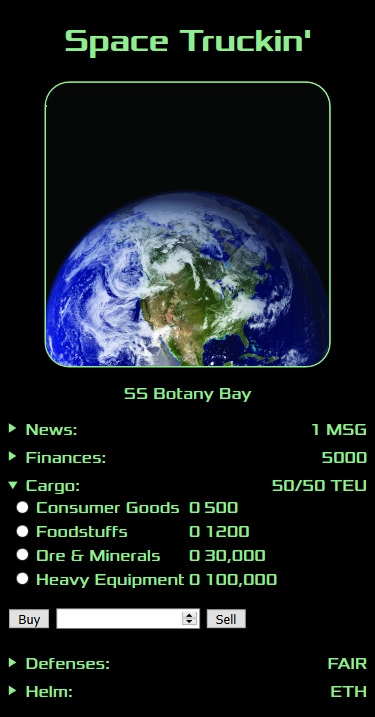 Space Truckin'
SS Botany Bay
News: 1 MSG
Finances: 5000
Cargo: 50/50 TEU
Consumer Goods 0 500
Foodstuffs 0 1200
Ore & Minerals 0 30,000
Heavy Equipment 0 100,000
Buy Sell
Defenses: FAIR
Helm: ETH